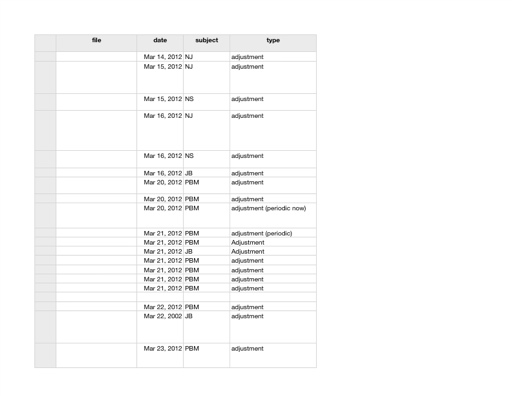 file date subject type
Mar 14, 2012 NJ adjustment
Mar 15, 2012 NJ adjustment
Mar 15, 2012 NS adjustment
Mar 16, 2012 NJ adjustment
Mar 16, 2012 NS adjustment
Mar 16, 2012 JB adjustment
Mar 20, 2012 PBM adjustment
Mar 20, 2012 PBM adjustment
Mar 20, 2012 PBM adjustment (periodic now)
Mar 21, 2012 PBM adjustment (periodic)
Mar 21, 2012 PBM Adjustment
Mar 21, 2012 JB Adjustment
Mar 21, 2012 PBM adjustment
Mar 21, 2012 PBM adjustment
Mar 21, 2012 PBM adjustment
Mar 21, 2012 PBM adjustment
Mar 22, 2012 PBM adjustment
Mar 22, 2002 JB adjustment
Mar 23, 2012 PBM adjustment